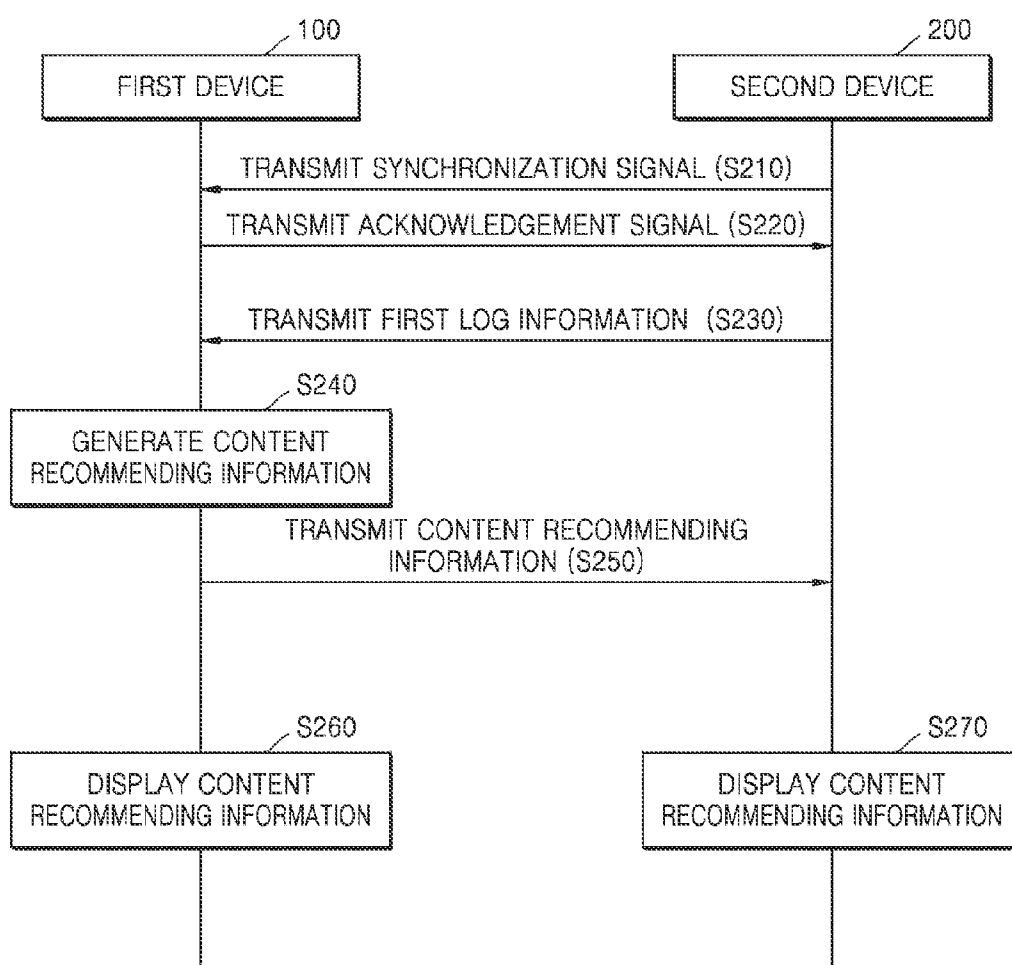 100
200
FIRST DEVICE
SECOND DEVICE
TRANSMIT SYNCHRONIZATION SIGNAL (S210)
TRANSMIT ACKNOWLEDGEMENT SIGNAL (S220)
TRANSMIT FIRST LOG INFORMATION (S230)
S240
GENERATE CONTENT
RECOMMENDING INFORMATION
TRANSMIT CONTENT RECOMMENDING
INFORMATION (S250)
S260
DISPLAY CONTENT
RECOMMENDING INFORMATION
S270
DISPLAY CONTENT
RECOMMENDING INFORMATION